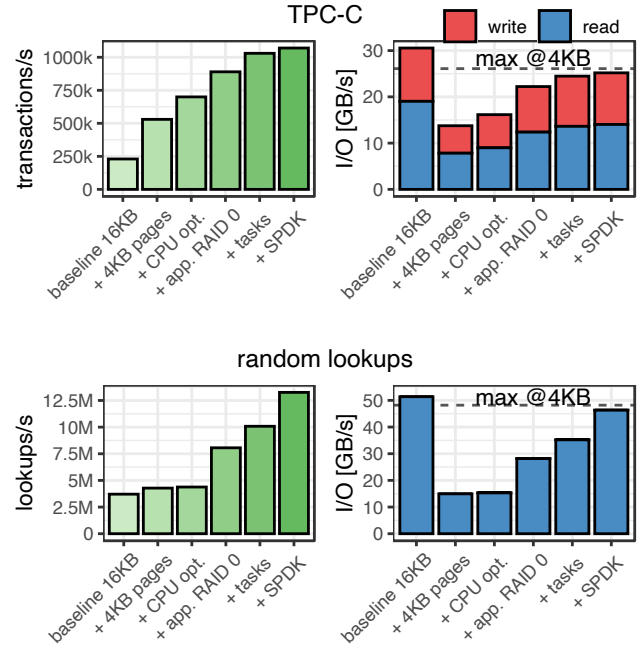 TPC-C
write read
transactions/s
1000k
750k
500k
250k
0
baseline 16KB
+ 4KB pages
+ CPU opt.
+ app. RAID 0
+ tasks
+ SPDK
I/O [GB/s]
30
20
10
0
max @4KB
baseline 16KB
+ 4KB pages
+ CPU opt.
+ app. RAID 0
+ tasks
+ SPDK
random lookups
lookups/s
12.5M
10M
7.5M
5M
2.5M
0
baseline 16KB
+ 4KB pages
+ CPU opt.
+ app. RAID 0
+ tasks
+ SPDK
I/O [GB/s]
50
40
30
20
10
0
max @4KB
baseline 16KB
+ 4KB pages
+ CPU opt.
+ app. RAID 0
+ tasks
+ SPDK